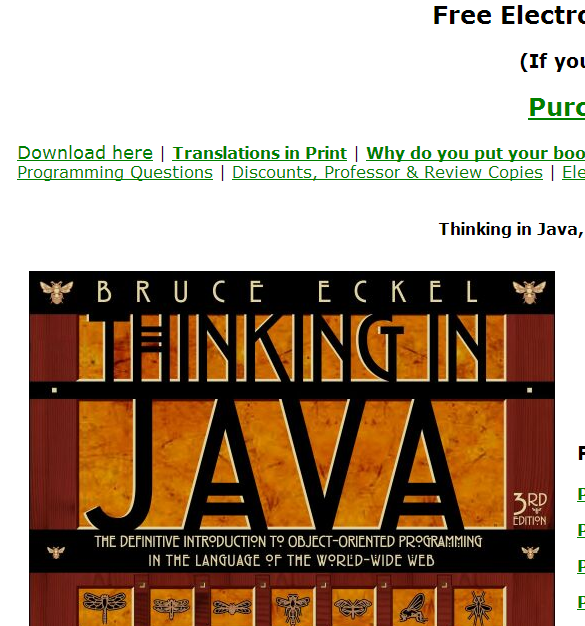 Free Electro
(If you
Purc
Download here | Translations in Print | Why do you put your boo
Programming Questions | Discounts, Professor & Review Copies | Ele
Thinking in Java,
BRUCE ECKEL
THINKING IN
JAVA
3RD
EDITION
THE DEFINITIVE INTRODUCTION TO OBJECT-ORIENTED PROGRAMMING
IN THE LANGUAGE OF THE WORLD-WIDE WEB